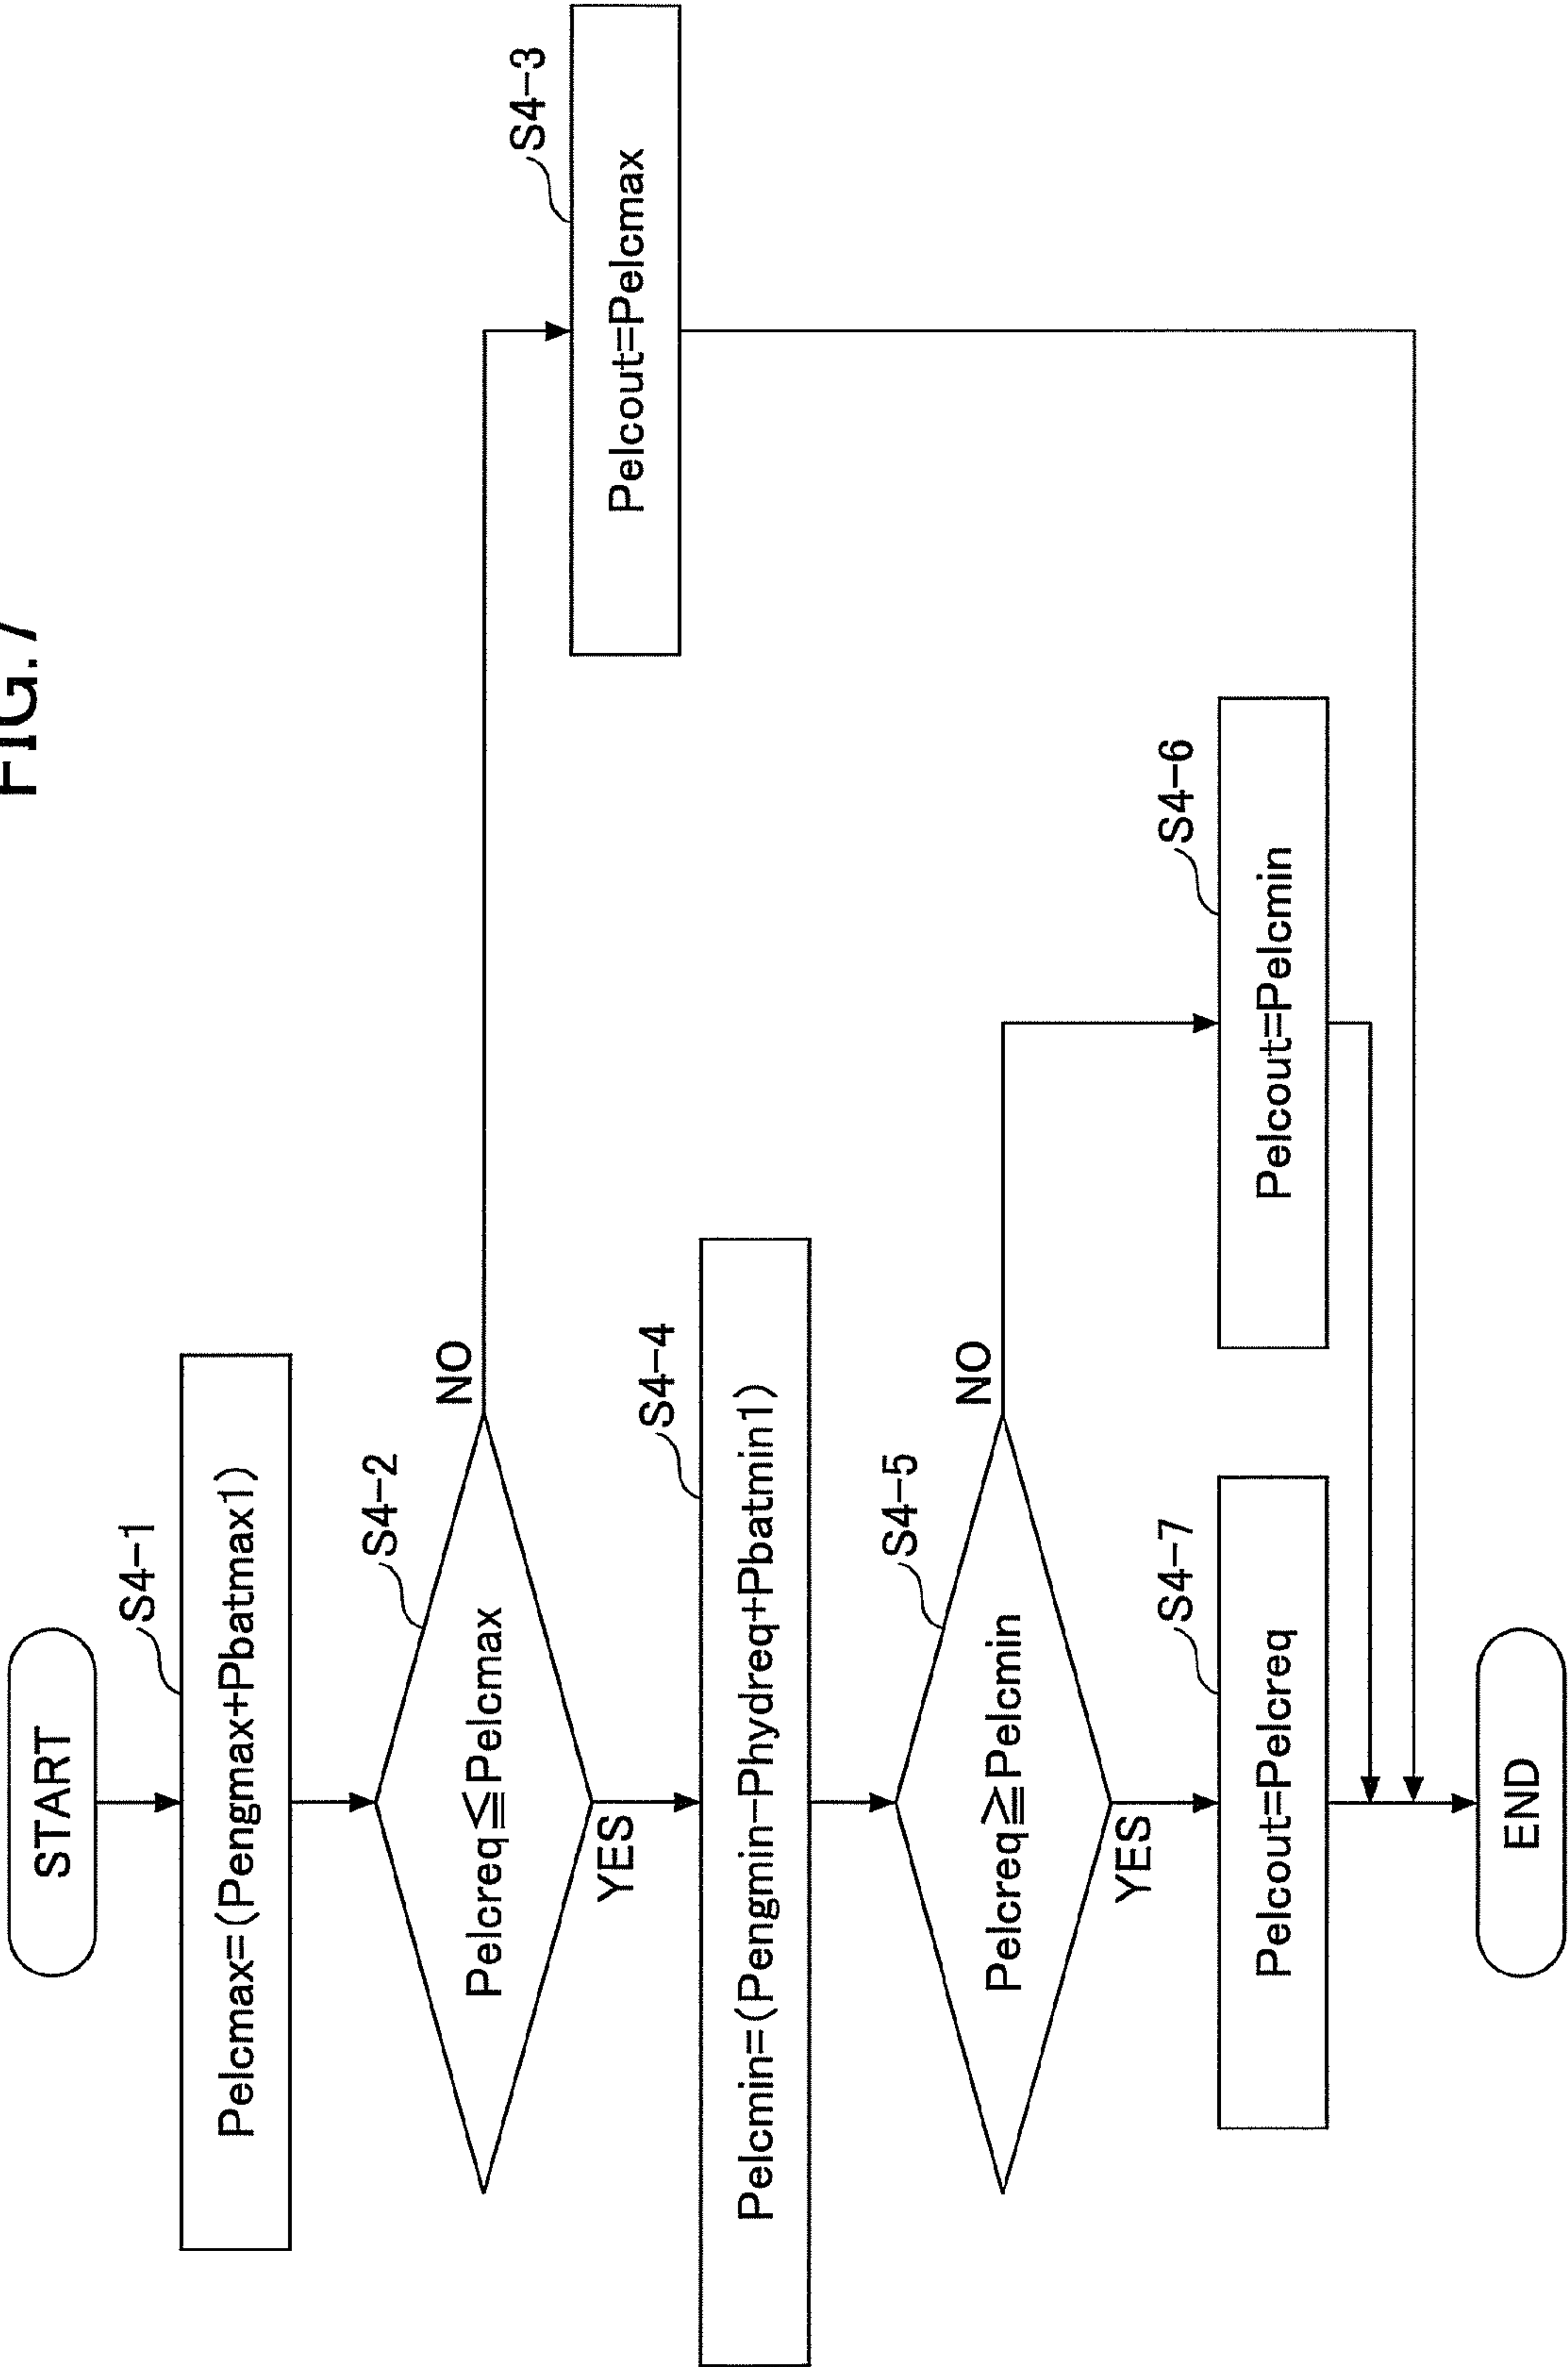 FIG.7
START
S4-1
Pelcmax=(Pengmax+Pbatmax1)
S4-2
Pelcreq≦Pelcmax
NO
YES
S4-3
Pelcout=Pelcmax
S4-4
Pelcmin=(Pengmin-Phydreq+Pbatmin1)
S4-5
Pelcreq≧Pelcmin
NO
YES
S4-6
Pelcout=Pelcmin
S4-7
Pelcout=Pelcreq
END